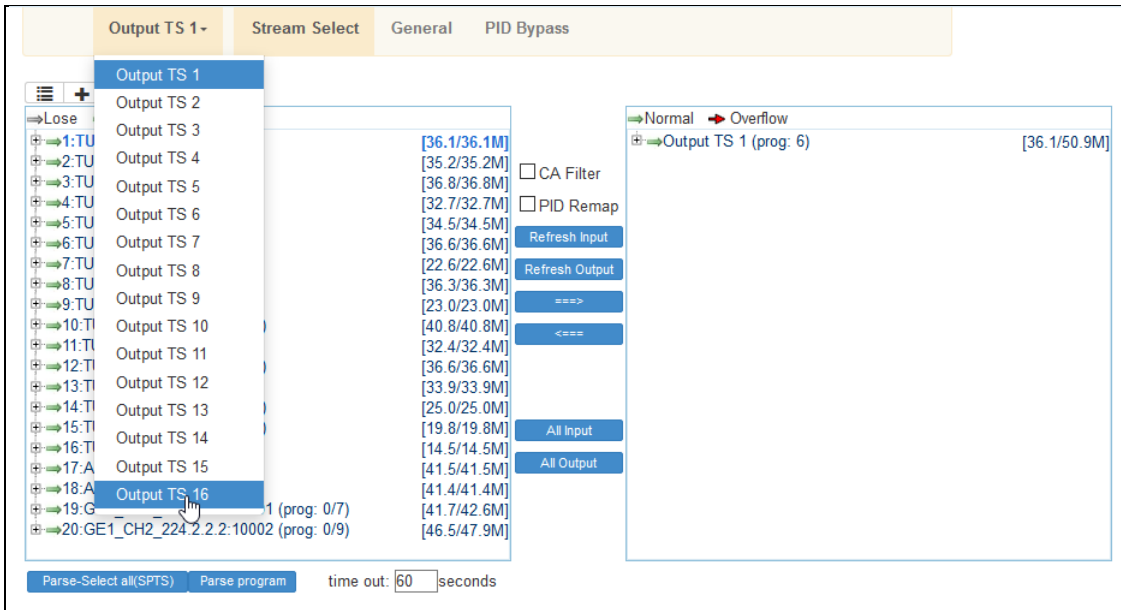 Output TS 1 Stream Select General PID Bypass
Output TS 1
Output TS 2
Output TS 3
Output TS 4
Output TS 5
Output TS 6
Output TS 7
Output TS 8
Output TS 9
Output TS 10
Output TS 11
Output TS 12
Output TS 13
Output TS 14
Output TS 15
Output TS 16
Lose
1:TU [36.1/36.1M]
2:TU [35.2/35.2M]
3:TU [36.8/36.8M]
4:TU [32.7/32.7M]
5:TU [34.5/34.5M]
6:TU [36.6/36.6M]
7:TU [22.6/22.6M]
8:TU [36.3/36.3M]
9:TU [23.0/23.0M]
10:TU ) [40.8/40.8M]
11:TU [32.4/32.4M]
12:TU ) [36.6/36.6M]
13:TU [33.9/33.9M]
14:TU ) [25.0/25.0M]
15:TU ) [19.8/19.8M]
16:TU [14.5/14.5M]
17:A [41.5/41.5M]
18:A [41.4/41.4M]
19:G 1 (prog: 0/7) [41.7/42.6M]
20:GE1_CH2_224.2.2.2:10002 (prog: 0/9) [46.5/47.9M]
CA Filter
PID Remap
Refresh Input
Refresh Output
===>
<===
All Input
All Output
Normal Overflow
Output TS 1 (prog: 6) [36.1/50.9M]
Parse-Select all(SPTS) Parse program time out: 60 seconds